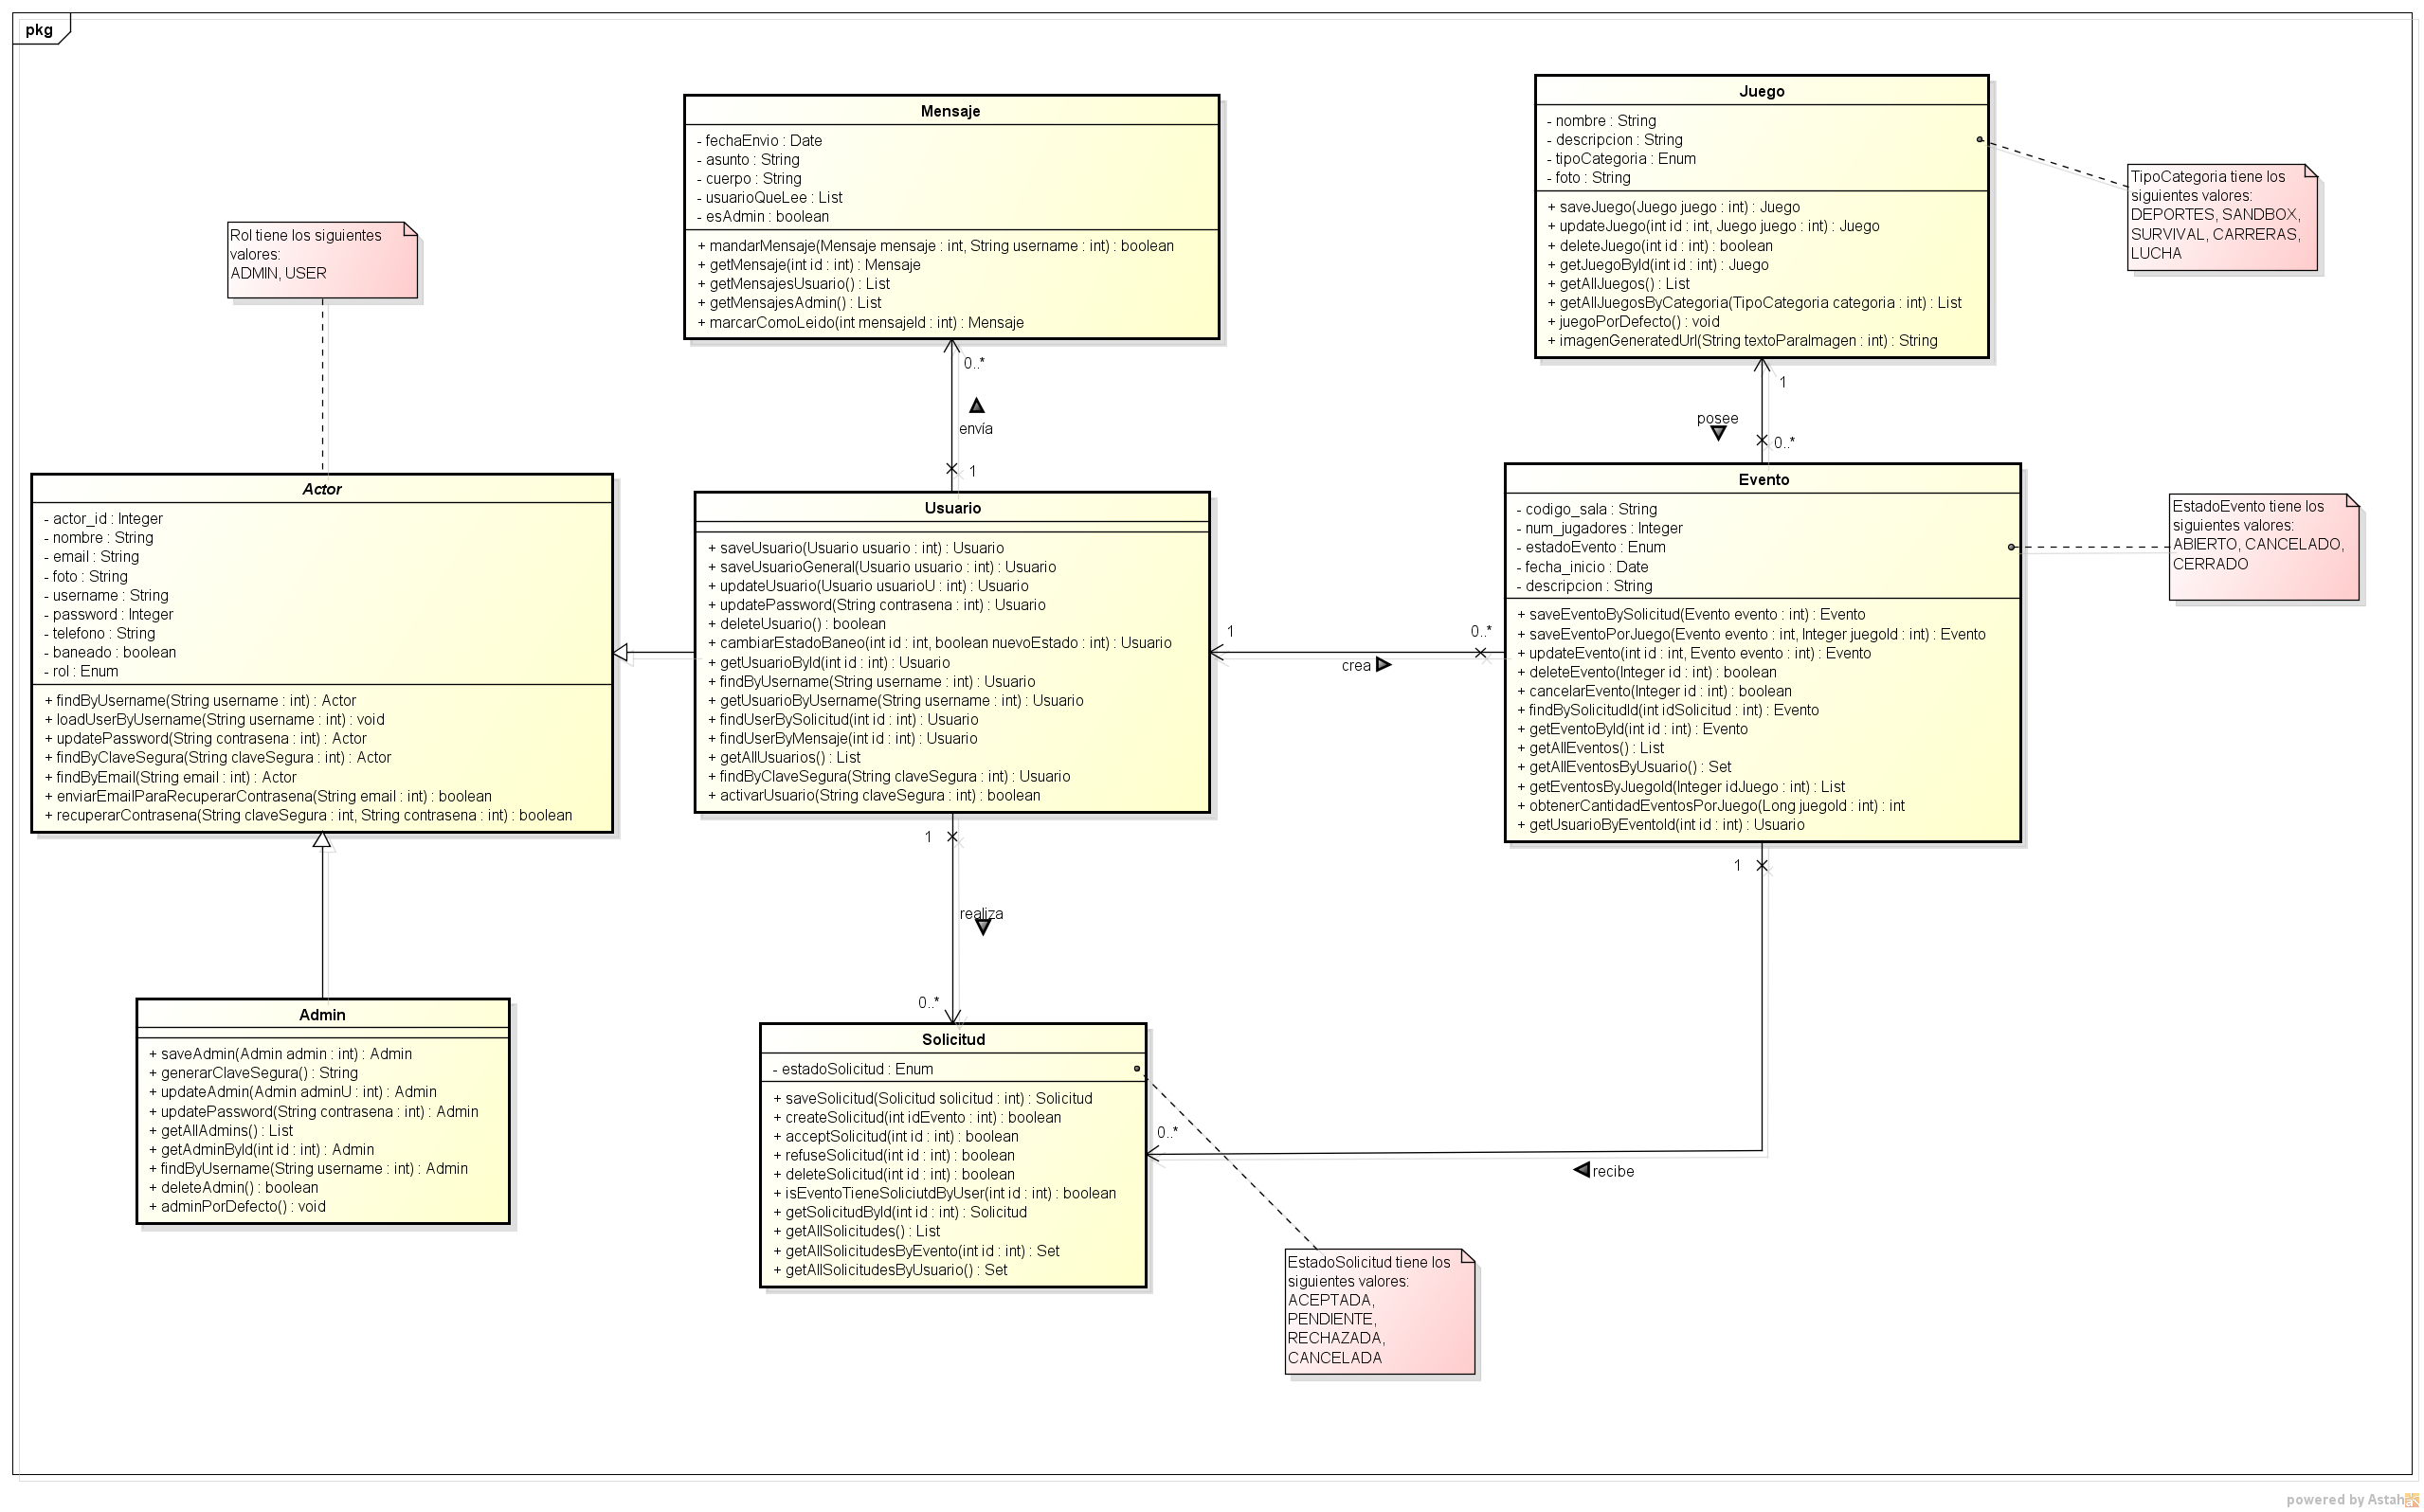 pkg
Mensaje
- fechaEnvio : Date
- asunto : String
- cuerpo : String
- usuarioQueLee : List
- esAdmin : boolean
+ mandarMensaje(Mensaje mensaje : int, String username : int) : boolean
+ getMensaje(int id : int) : Mensaje
+ getMensajesUsuario() : List
+ getMensajesAdmin() : List
+ marcarComoLeido(int mensajeId : int) : Mensaje
Juego
- nombre : String
- descripcion : String
- tipoCategoria : Enum
- foto : String
+ saveJuego(Juego juego : int) : Juego
+ updateJuego(int id : int, Juego juego : int) : Juego
+ deleteJuego(int id : int) : boolean
+ getJuegoById(int id : int) : Juego
+ getAllJuegos() : List
+ getAllJuegosByCategoria(TipoCategoria categoria : int) : List
+ juegoPorDefecto() : void
+ imagenGeneratedUrl(String textoParaImagen : int) : String
TipoCategoria tiene los
siguientes valores:
DEPORTES, SANDBOX,
SURVIVAL, CARRERAS,
LUCHA
Rol tiene los siguientes
valores:
ADMIN, USER
0..*
envía
1
1
posee
0..*
Actor
- actor_id : Integer
- nombre : String
- email : String
- foto : String
- username : String
- password : Integer
- telefono : String
- baneado : boolean
- rol : Enum
+ findByUsername(String username : int) : Actor
+ loadUserByUsername(String username : int) : void
+ updatePassword(String contrasena : int) : Actor
+ findByClaveSegura(String claveSegura : int) : Actor
+ findByEmail(String email : int) : Actor
+ enviarEmailParaRecuperarContrasena(String email : int) : boolean
+ recuperarContrasena(String claveSegura : int, String contrasena : int) : boolean
Usuario
+ saveUsuario(Usuario usuario : int) : Usuario
+ saveUsuarioGeneral(Usuario usuario : int) : Usuario
+ updateUsuario(Usuario usuarioU : int) : Usuario
+ updatePassword(String contrasena : int) : Usuario
+ deleteUsuario() : boolean
+ cambiarEstadoBaneo(int id : int, boolean nuevoEstado : int) : Usuario
+ getUsuarioById(int id : int) : Usuario
+ findByUsername(String username : int) : Usuario
+ getUsuarioByUsername(String username : int) : Usuario
+ findUserBySolicitud(int id : int) : Usuario
+ findUserByMensaje(int id : int) : Usuario
+ getAllUsuarios() : List
+ findByClaveSegura(String claveSegura : int) : Usuario
+ activarUsuario(String claveSegura : int) : boolean
1
0..*
crea
Evento
- codigo_sala : String
- num_jugadores : Integer
- estadoEvento : Enum
- fecha_inicio : Date
- descripcion : String
+ saveEventoBySolicitud(Evento evento : int) : Evento
+ saveEventoPorJuego(Evento evento : int, Integer juegoId : int) : Evento
+ updateEvento(int id : int, Evento evento : int) : Evento
+ deleteEvento(Integer id : int) : boolean
+ cancelarEvento(Integer id : int) : boolean
+ findBySolicitudId(int idSolicitud : int) : Evento
+ getEventoById(int id : int) : Evento
+ getAllEventos() : List
+ getAllEventosByUsuario() : Set
+ getEventosByJuegoId(Integer idJuego : int) : List
+ obtenerCantidadEventosPorJuego(Long juegoId : int) : int
+ getUsuarioByEventoId(int id : int) : Usuario
EstadoEvento tiene los
siguientes valores:
ABIERTO, CANCELADO,
CERRADO
1
realiza
0..*
1
0..*
recibe
Admin
+ saveAdmin(Admin admin : int) : Admin
+ generarClaveSegura() : String
+ updateAdmin(Admin adminU : int) : Admin
+ updatePassword(String contrasena : int) : Admin
+ getAllAdmins() : List
+ getAdminById(int id : int) : Admin
+ findByUsername(String username : int) : Admin
+ deleteAdmin() : boolean
+ adminPorDefecto() : void
Solicitud
- estadoSolicitud : Enum
+ saveSolicitud(Solicitud solicitud : int) : Solicitud
+ createSolicitud(int idEvento : int) : boolean
+ acceptSolicitud(int id : int) : boolean
+ refuseSolicitud(int id : int) : boolean
+ deleteSolicitud(int id : int) : boolean
+ isEventoTieneSoliciutdByUser(int id : int) : boolean
+ getSolicitudById(int id : int) : Solicitud
+ getAllSolicitudes() : List
+ getAllSolicitudesByEvento(int id : int) : Set
+ getAllSolicitudesByUsuario() : Set
EstadoSolicitud tiene los
siguientes valores:
ACEPTADA,
PENDIENTE,
RECHAZADA,
CANCELADA
powered by Astah